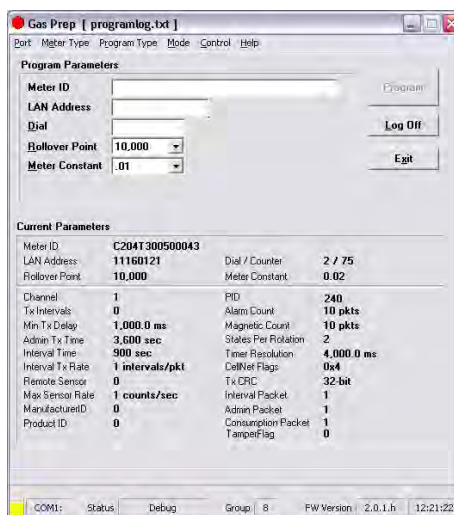 Gas Prep [ programlog.txt ]
Port Meter Type Program Type Mode Control Help
Program Parameters
Meter ID
Program
LAN Address
Dial
Log Off
Rollover Point 10,000
Meter Constant .01
Exit
Current Parameters
Meter ID C204T300500043
LAN Address 11160121 Dial / Counter 2 / 75
Rollover Point 10,000 Meter Constant 0.02
Channel 1 PID 240
Tx Intervals 0 Alarm Count 10 pkts
Min Tx Delay 1,000.0 ms Magnetic Count 10 pkts
Admin Tx Time 3,600 sec States Per Rotation 2
Interval Time 900 sec Timer Resolution 4,000.0 ms
Interval Tx Rate 1 intervals/pkt CellNet Flags 0x4
Remote Sensor 0 Tx CRC 32-bit
Max Sensor Rate 1 counts/sec Interval Packet 1
ManufacturerID 0 Admin Packet 1
Product ID 0 Consumption Packet 1
TamperFlag 0
COM1: Status Debug Group 8 FW Version 2.0.1.h 12:21:22